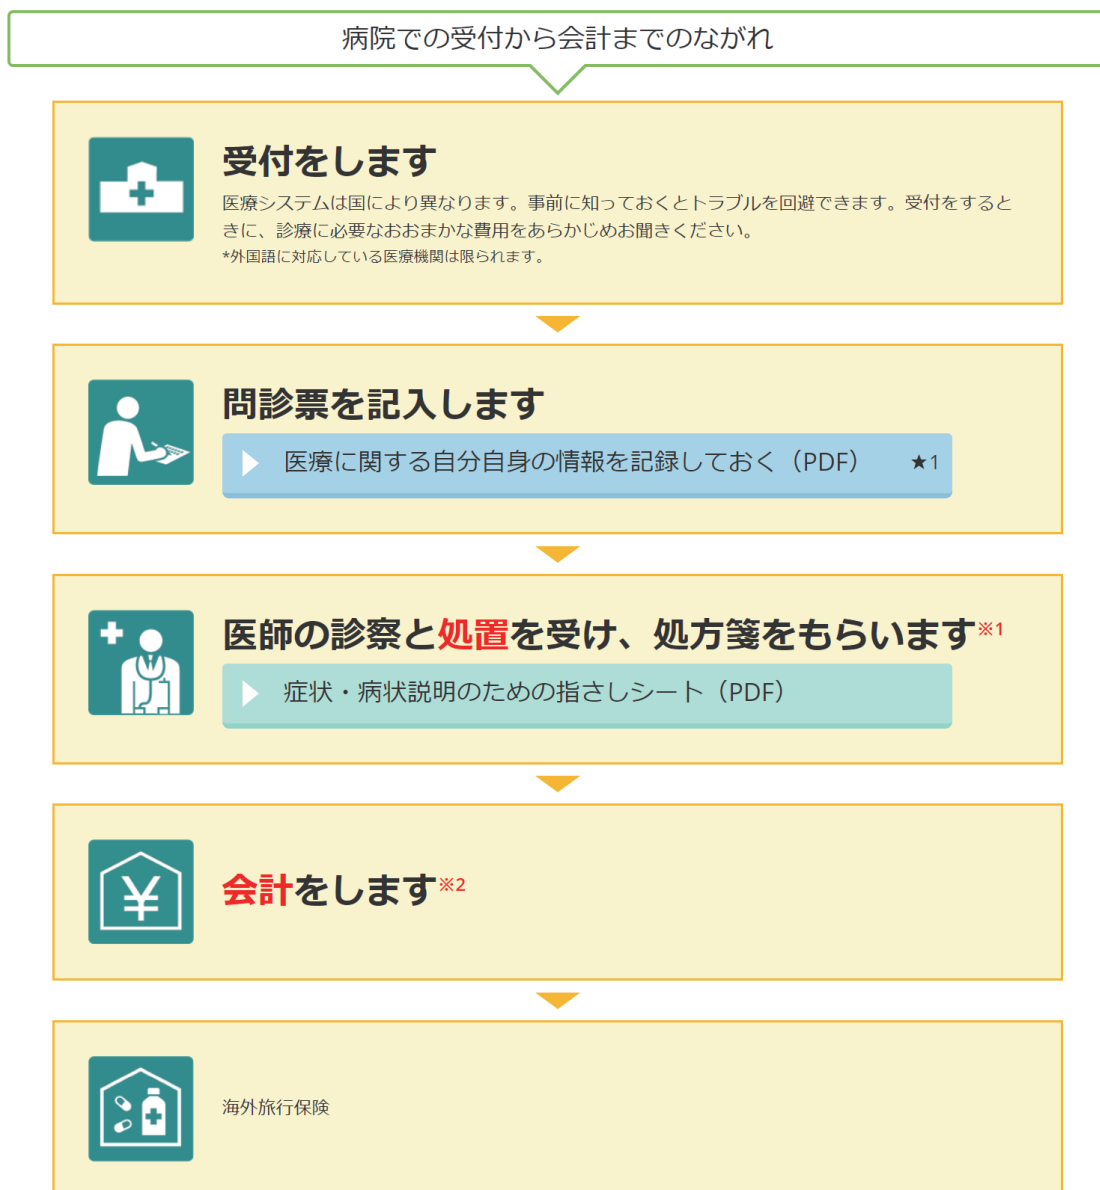 病院での受付から会計までのながれ
受付をします
医療システムは国により異なります。事前に知っておくとトラブルを回避できます。受付をすると
きに、診療に必要なおおまかな費用をあらかじめお聞きください。
*外国語に対応している医療機関は限られます。
問診票を記入します
医療に関する自分自身の情報を記録しておく（PDF） ★1
医師の診察と処置を受け、処方箋をもらいます※1
症状・病状説明のための指さしシート（PDF）
会計をします※2
海外旅行保険